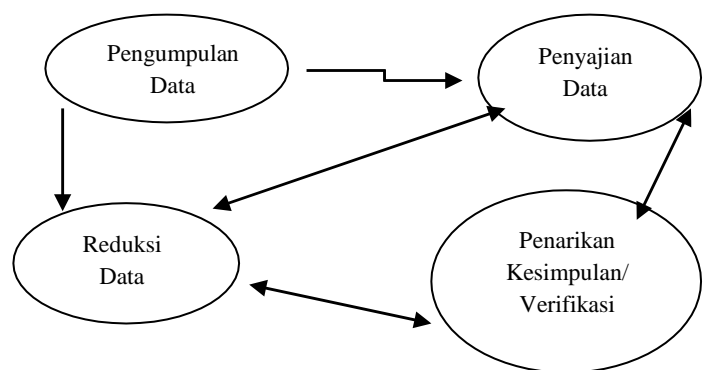 Pengumpulan
Data
Penyajian
Data
Reduksi
Data
Penarikan
Kesimpulan/
Verifikasi